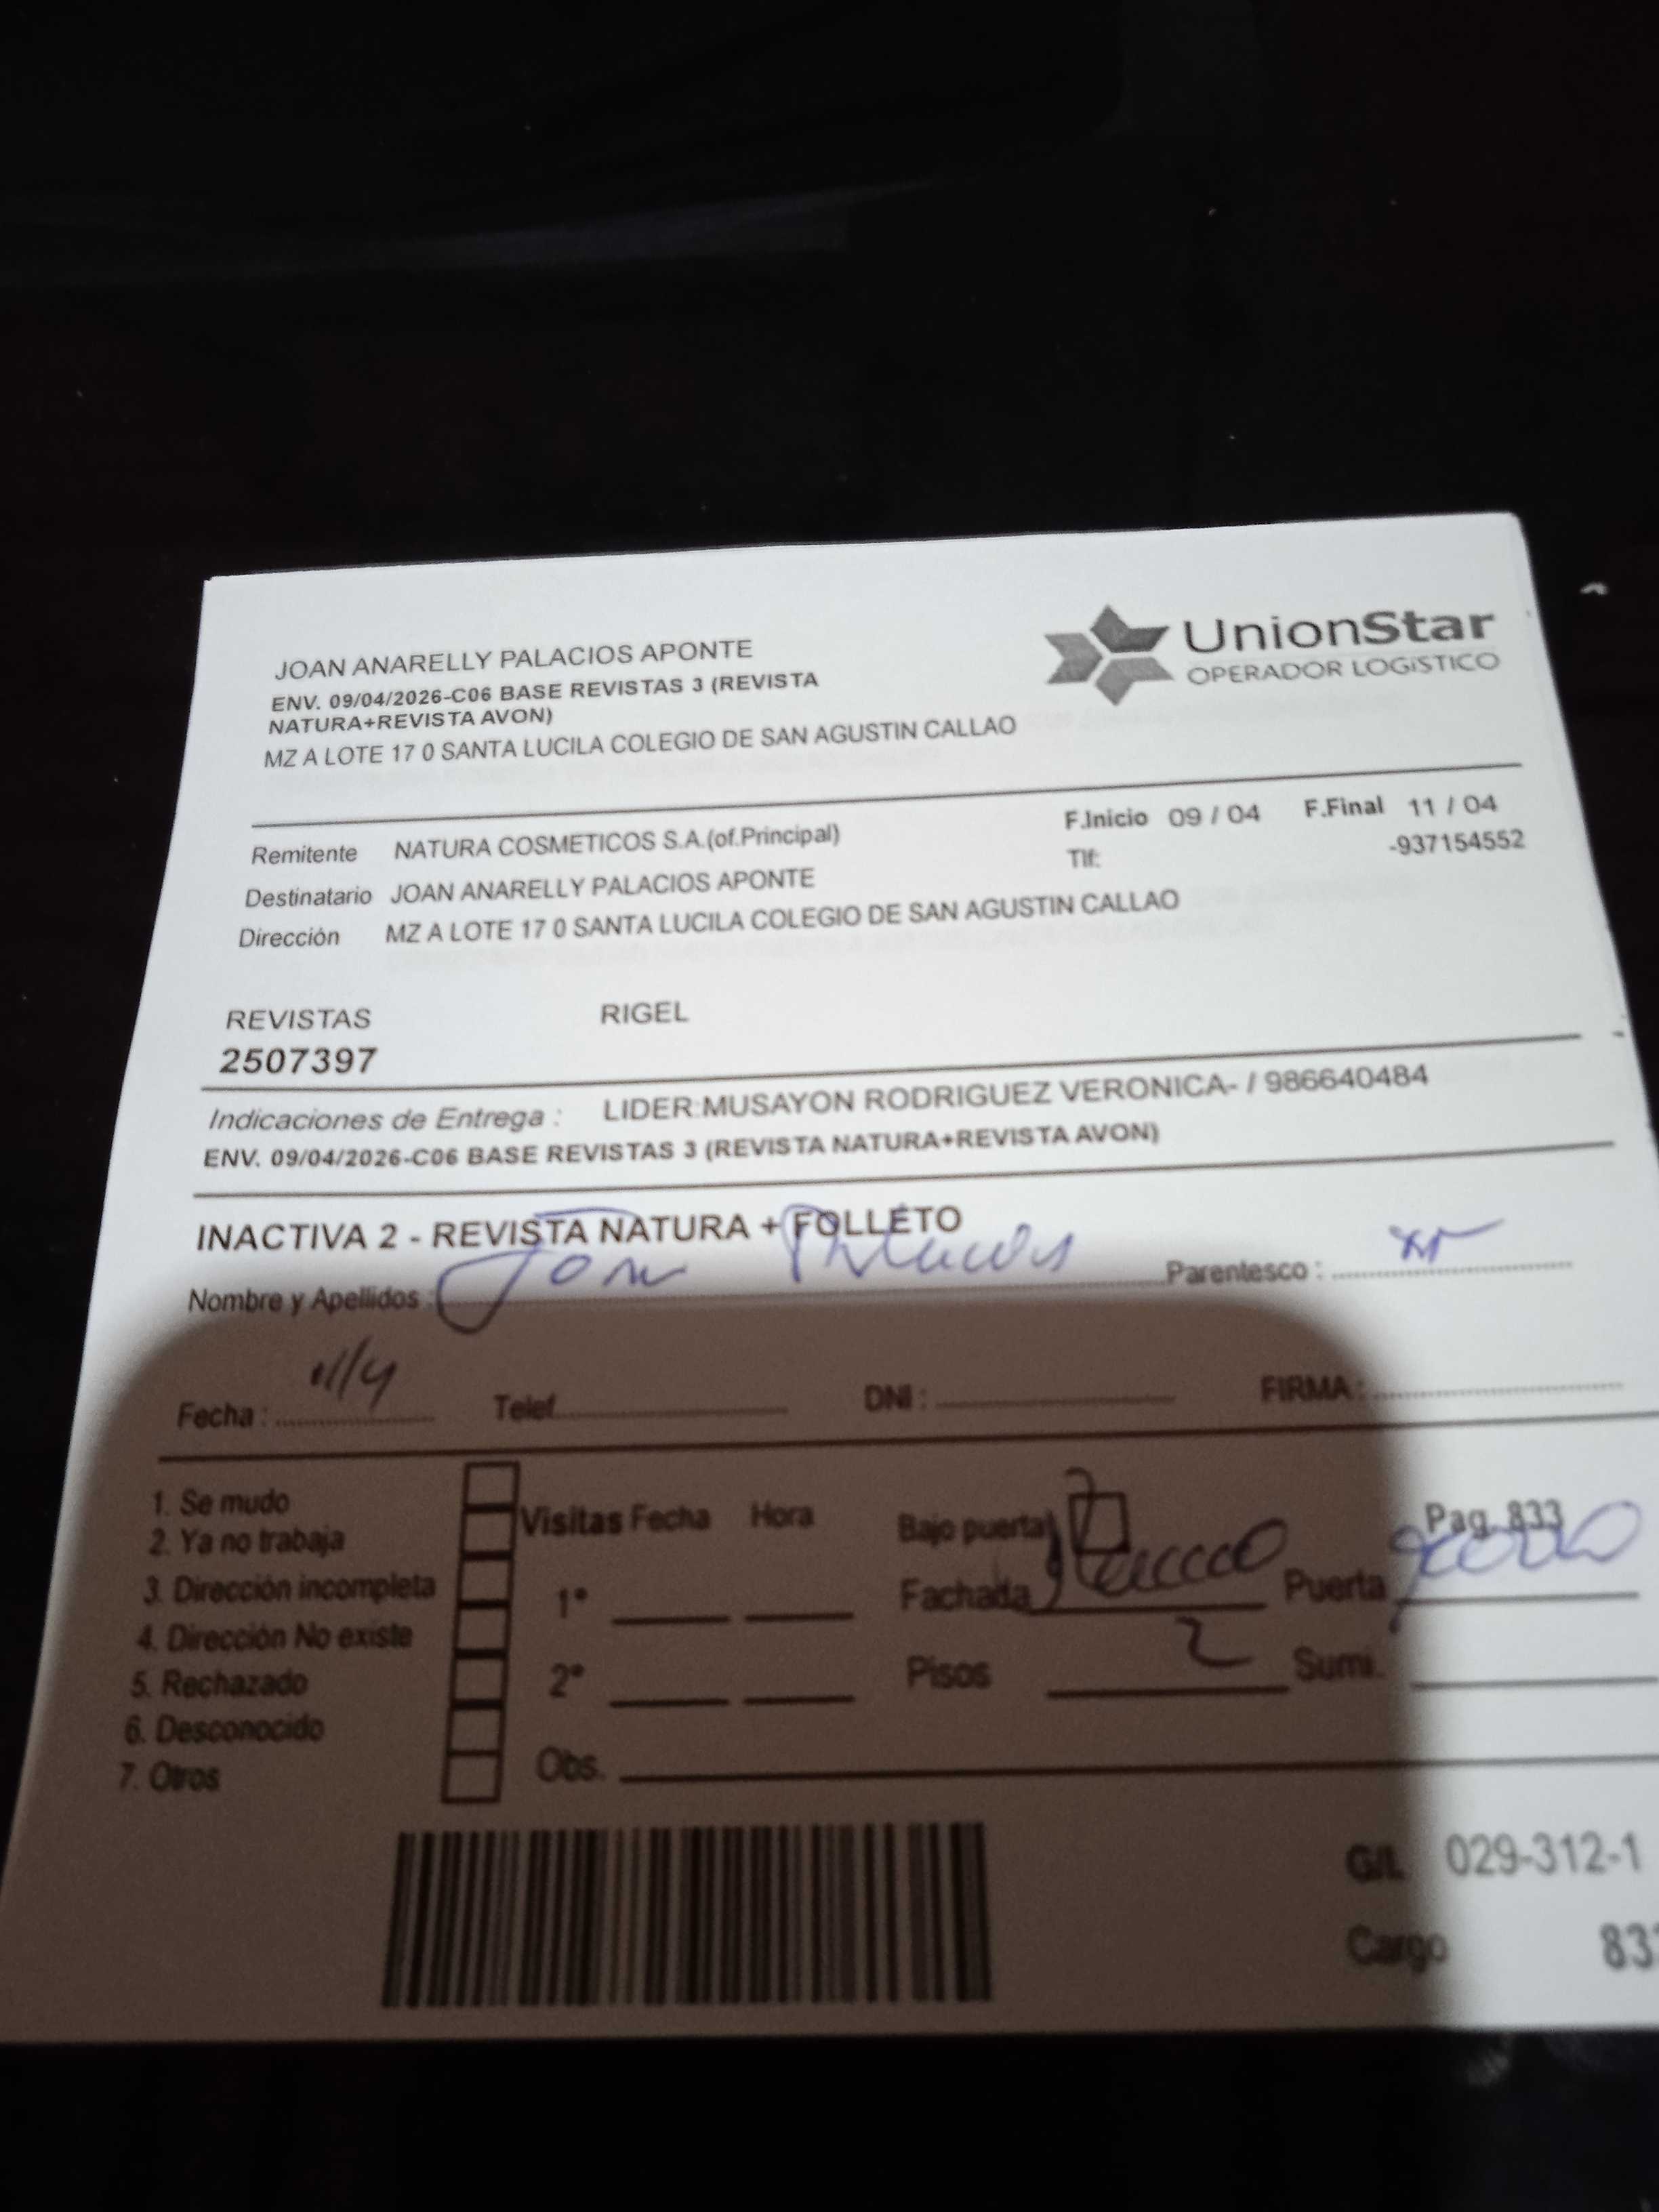 JOAN ANARELLY PALACIOS APONTE
ENV. 09/04/2026-C06 BASE REVISTAS 3 (REVISTA
NATURA+REVISTA AVON)
MZ A LOTE 17 0 SANTA LUCILA COLEGIO DE SAN AGUSTIN CALLAO
UnionStar
OPERADOR LOGíSTICO
Remitente NATURA COSMETICOS S.A.(of.Principal) F.Inicio 09 / 04 F.Final 11 / 04
Destinatario JOAN ANARELLY PALACIOS APONTE Tlf: -937154552
Dirección MZ A LOTE 17 0 SANTA LUCILA COLEGIO DE SAN AGUSTIN CALLAO
REVISTAS RIGEL
2507397
Indicaciones de Entrega : LIDER:MUSAYON RODRIGUEZ VERONICA- / 986640484
ENV. 09/04/2026-C06 BASE REVISTAS 3 (REVISTA NATURA+REVISTA AVON)
INACTIVA 2 - REVISTA NATURA + FOLLETO
Nombre y Apellidos : Joan Palacios Parentesco :
Fecha : 11/4 Telef. DNI : FIRMA :
1. Se mudo
2. Ya no trabaja
3. Dirección incompleta
4. Dirección No existe
5. Rechazado
6. Desconocido
7. Otros
Visitas Fecha Hora
1°
2°
Obs.
Bajo puerta Pag. 833
Fachada Puerta
Pisos 2 Sumi.
G/L 029-312-1
Cargo 83